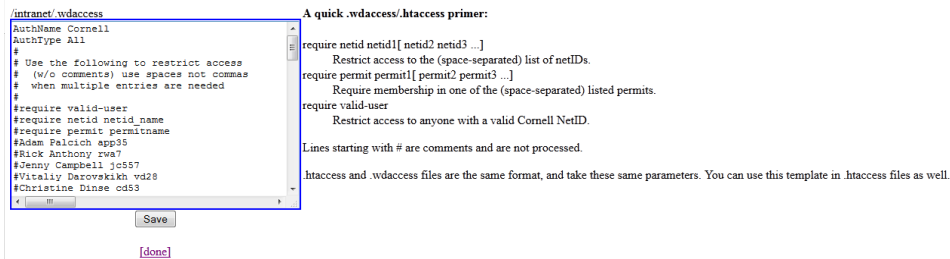 /intranet/.wdaccess
AuthName Cornell
AuthType All
#
# Use the following to restrict access
#  (w/o comments) use spaces not commas
#  when multiple entries are needed
#
#require valid-user
#require netid netid_name
#require permit permitname
#Adam Palcich app35
#Rick Anthony rwa7
#Jenny Campbell jc557
#Vitaliy Darovskikh vd28
#Christine Dinse cd53
Save
[done]
A quick .wdaccess/.htaccess primer:
require netid netid1[ netid2 netid3 ...]
Restrict access to the (space-separated) list of netIDs.
require permit permit1[ permit2 permit3 ...]
Require membership in one of the (space-separated) listed permits.
require valid-user
Restrict access to anyone with a valid Cornell NetID.
Lines starting with # are comments and are not processed.
.htaccess and .wdaccess files are the same format, and take these same parameters. You can use this template in .htaccess files as well.